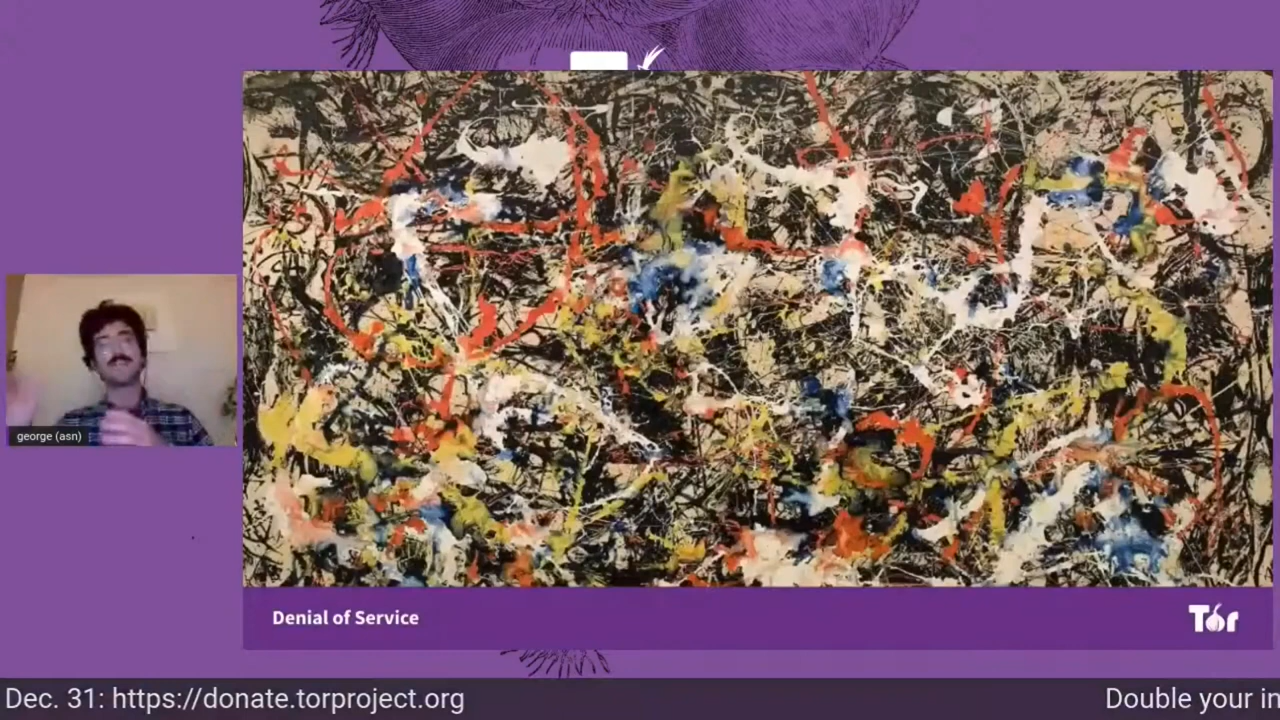 george (asn)
Denial of Service
Tor
Dec. 31: https://donate.torproject.org
Double your in